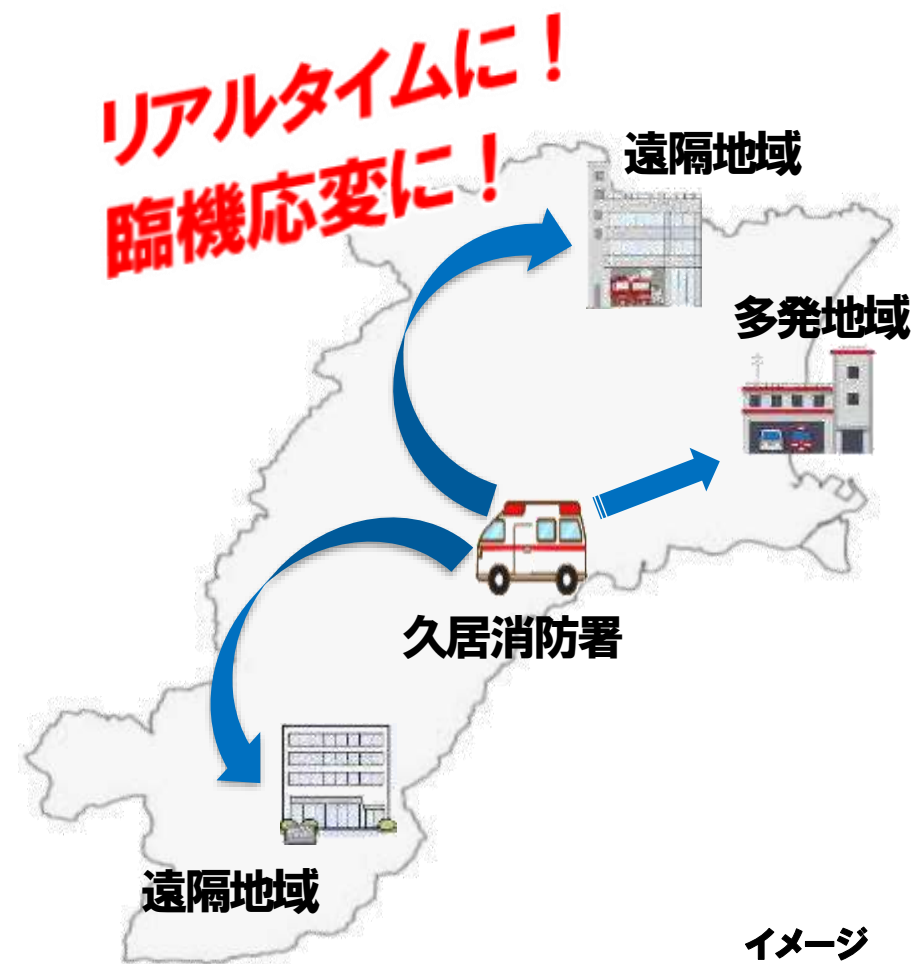 リアルタイムに！
臨機応変に！
遠隔地域
多発地域
久居消防署
遠隔地域
イメージ